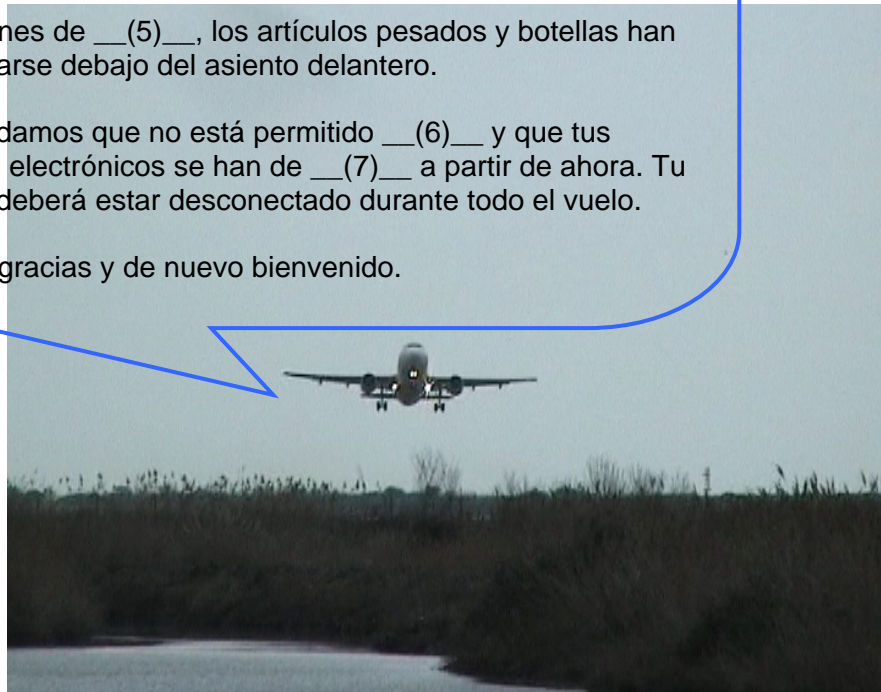 nes de __(5)__, los artículos pesados y botellas han
arse debajo del asiento delantero.
damos que no está permitido __(6)__ y que tus
electrónicos se han de __(7)__ a partir de ahora. Tu
deberá estar desconectado durante todo el vuelo.
gracias y de nuevo bienvenido.